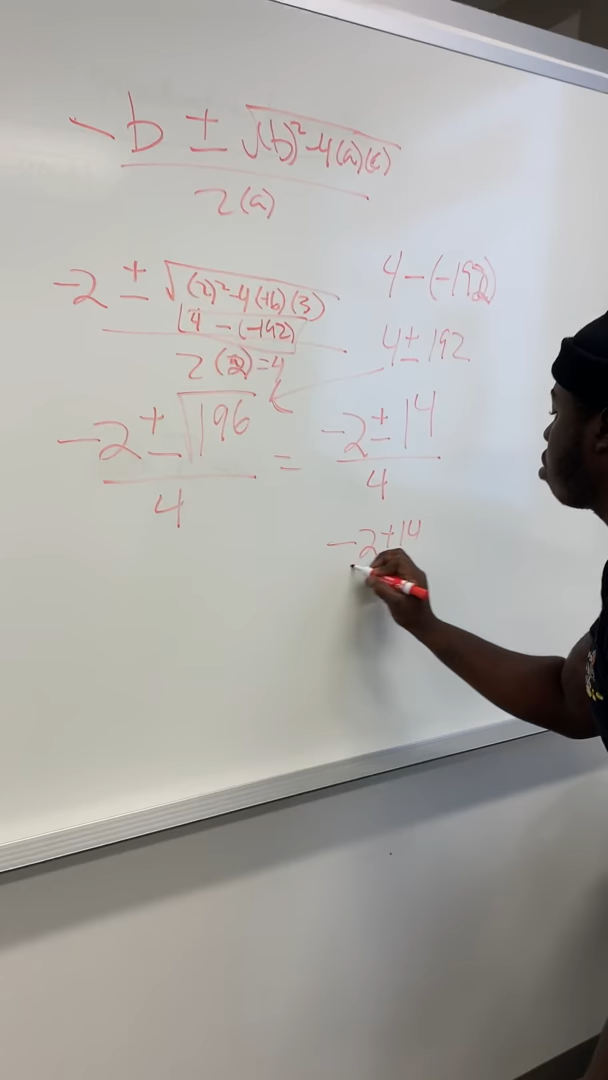 -b ± √(b)²-4(a)(c)
2(a)
-2 ± √(2)²-4(16)(3)
√4 - (-192)
2(2)=4
4-(-192)
4±192
-2 ± √196
4
=
-2 ± 14
4
-2+14